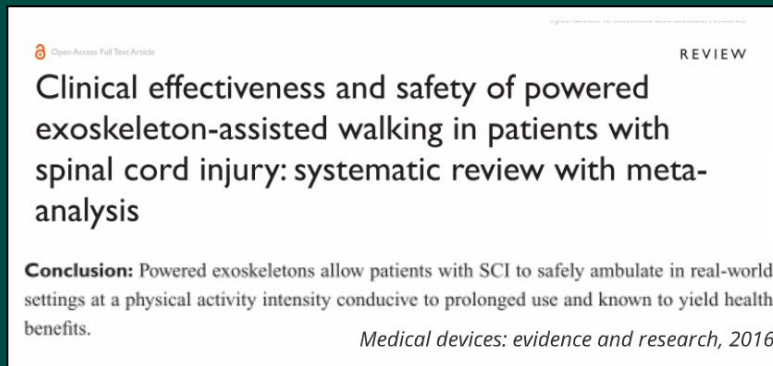 Open Access Full Text Article
REVIEW
Clinical effectiveness and safety of powered
exoskeleton-assisted walking in patients with
spinal cord injury: systematic review with meta-
analysis
Conclusion: Powered exoskeletons allow patients with SCI to safely ambulate in real-world
settings at a physical activity intensity conducive to prolonged use and known to yield health
benefits.
Medical devices: evidence and research, 2016